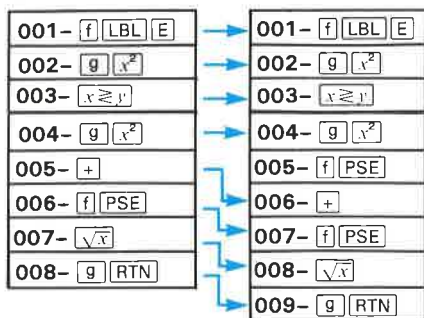 001– f LBL E
002– g x²
003– x≷y
004– g x²
005– +
006– f PSE
007– √x
008– g RTN
001– f LBL E
002– g x²
003– x≷y
004– g x²
005– f PSE
006– +
007– f PSE
008– √x
009– g RTN